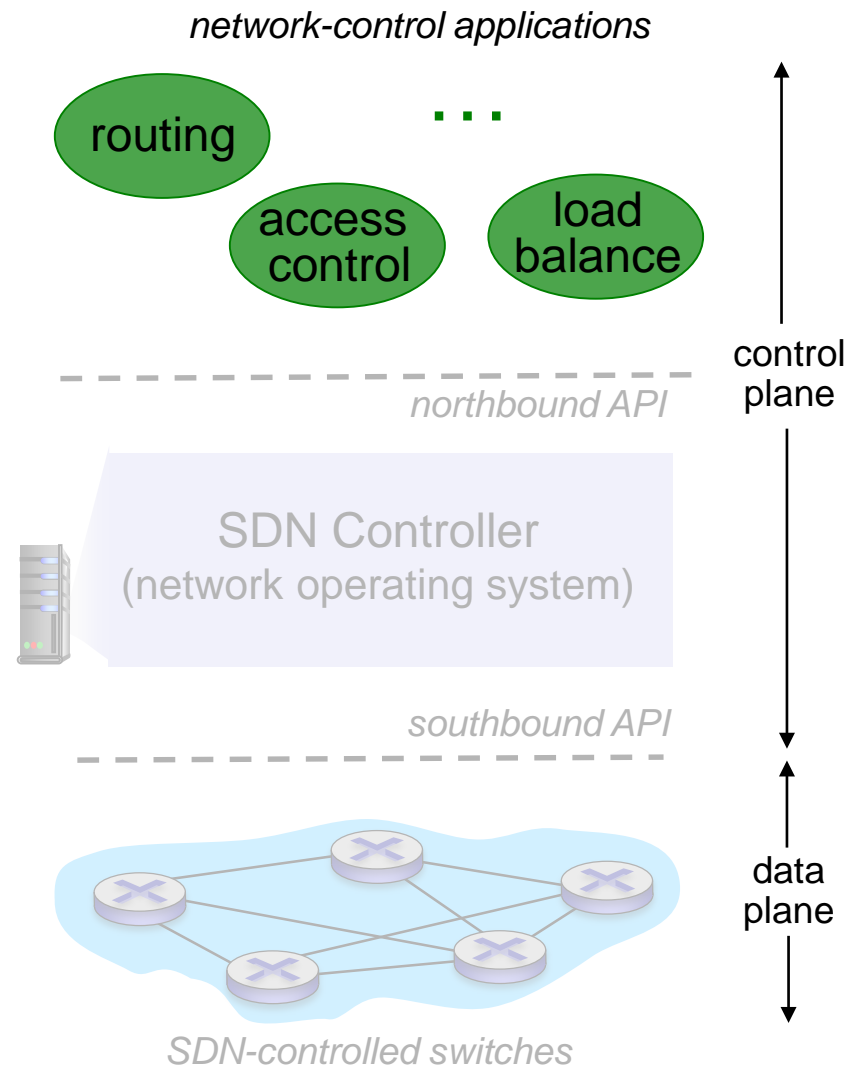 network-control applications
routing
…
access
control
load
balance
control
plane
northbound API
SDN Controller
(network operating system)
southbound API
data
plane
SDN-controlled switches